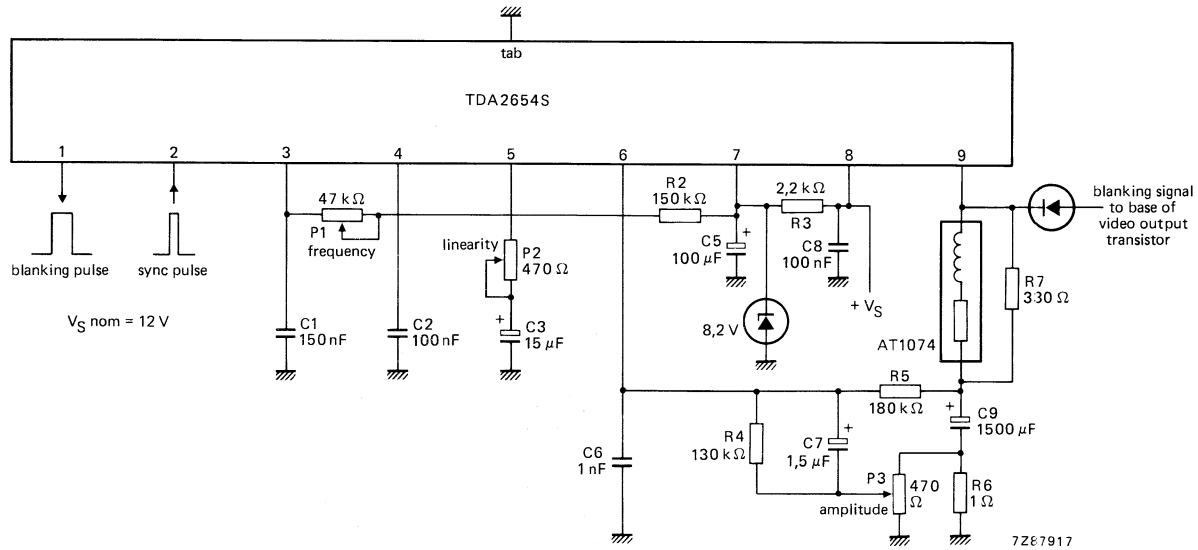 tab
TDA2654S
1 2 3 4 5 6 7 8 9
blanking pulse
sync pulse
V_S nom = 12 V
47 kΩ
P1
frequency
C1
150 nF
C2
100 nF
linearity
P2
470 Ω
+
C3
15 µF
R2
150 kΩ
+
C5
100 µF
2,2 kΩ
R3
C8
100 nF
8,2 V
+ V_S
blanking signal
to base of
video output
transistor
R7
330 Ω
AT1074
R5
180 kΩ
+
C9
1500 µF
C6
1 nF
R4
130 kΩ
+
C7
1,5 µF
P3
470
Ω
amplitude
R6
1 Ω
7Z87917